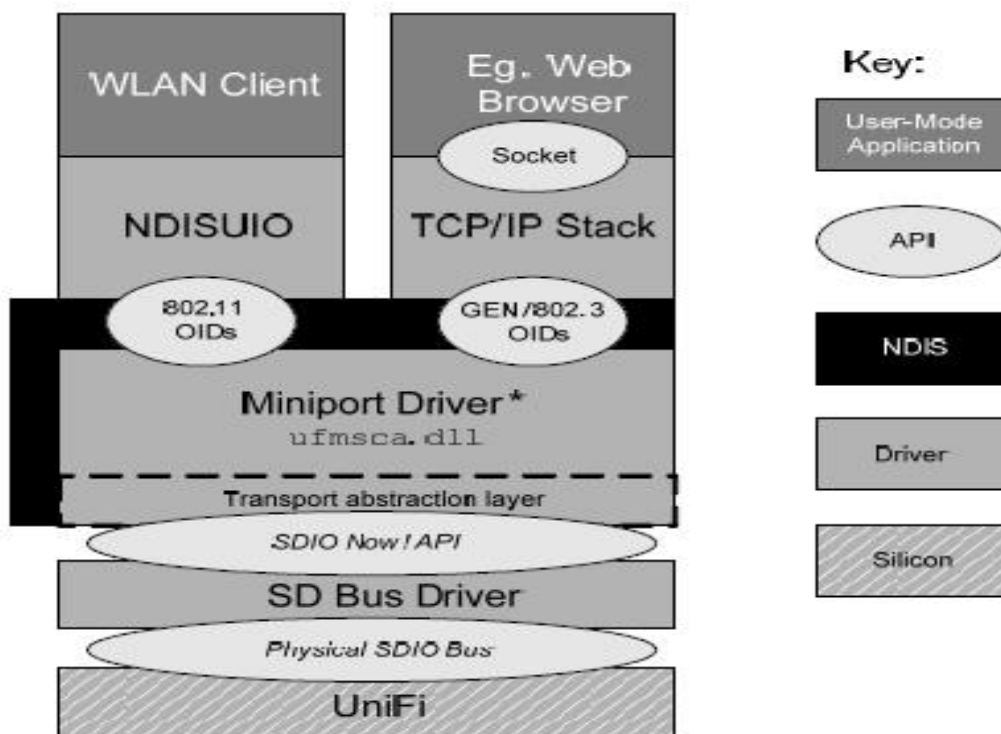 WLAN Client
Eg. Web
Browser
Socket
NDISUIO
TCP/IP Stack
802.11
OIDs
GEN/802.3
OIDs
Miniport Driver*
ufmsca.dll
Transport abstraction layer
SDIO Now! API
SD Bus Driver
Physical SDIO Bus
UniFi
Key:
User-Mode
Application
API
NDIS
Driver
Silicon